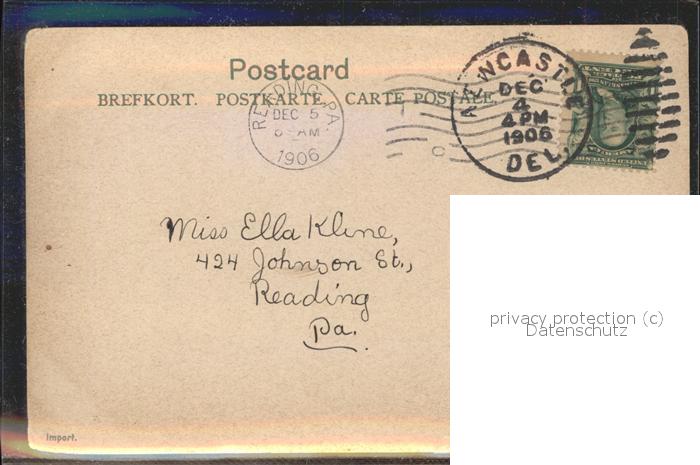 Postcard
BREFKORT. POSTKARTE. CARTE POSTALE.
READING, PA.
DEC 5
AM
1906
NEWCASTLE
DEC
4
4 PM
1906
DEL.
Miss Ella Kline,
424 Johnson St.,
Reading
Pa.
privacy protection (c)
Datenschutz
Import.